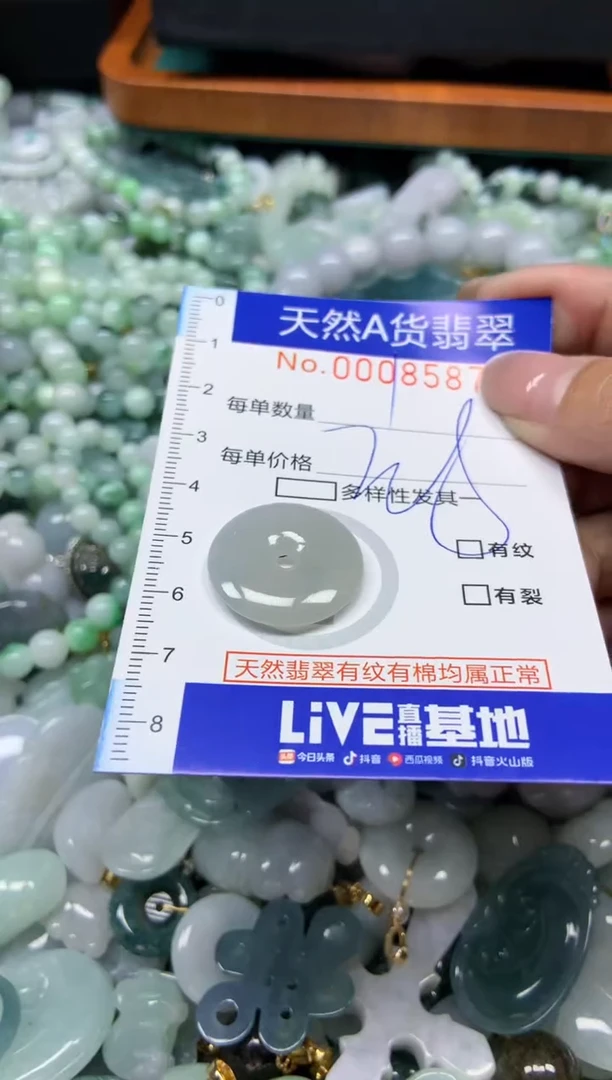 天然A货翡翠
No.000858
每单数量
每单价格
多样性发其一
有纹
有裂
天然翡翠有纹有棉均属正常
LiVE直播基地
头条 今日头条 抖音 西瓜视频 抖音火山版
0
1
2
3
4
5
6
7
8